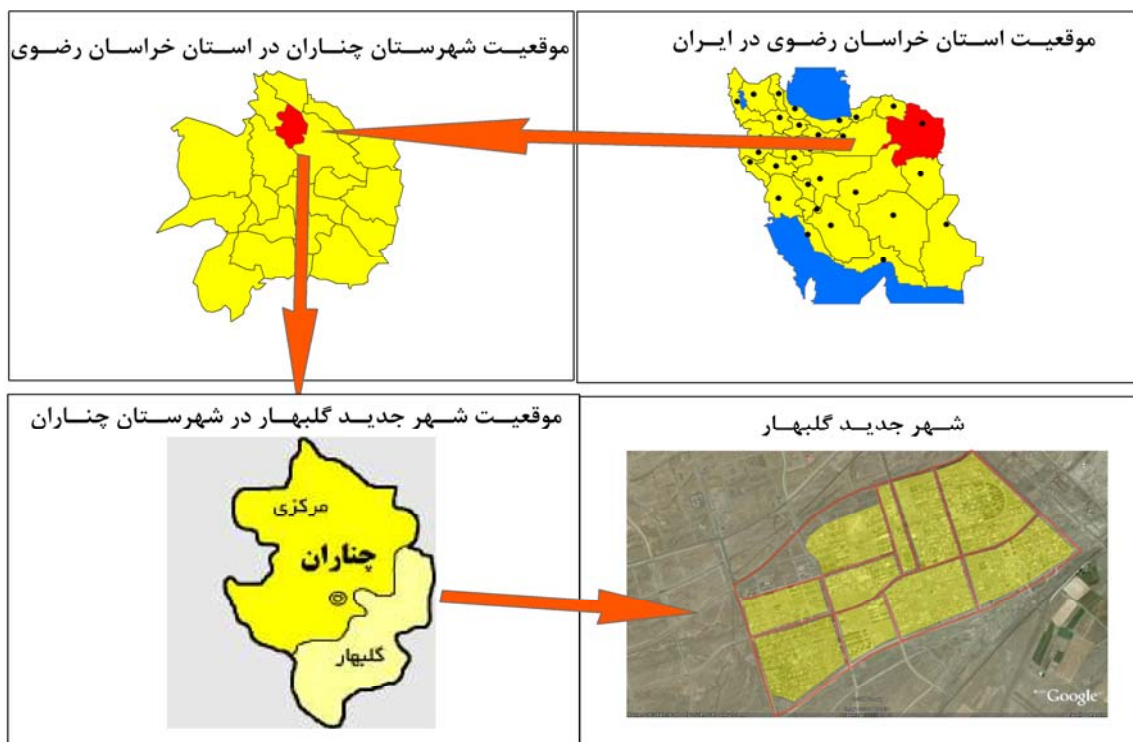 موقعیت استان خراسان رضوی در ایران
موقعیت شهرستان چناران در استان خراسان رضوی
موقعیت شهر جدید گلبهار در شهرستان چناران
مرکزی
چناران
گلبهار
شهر جدید گلبهار
Google